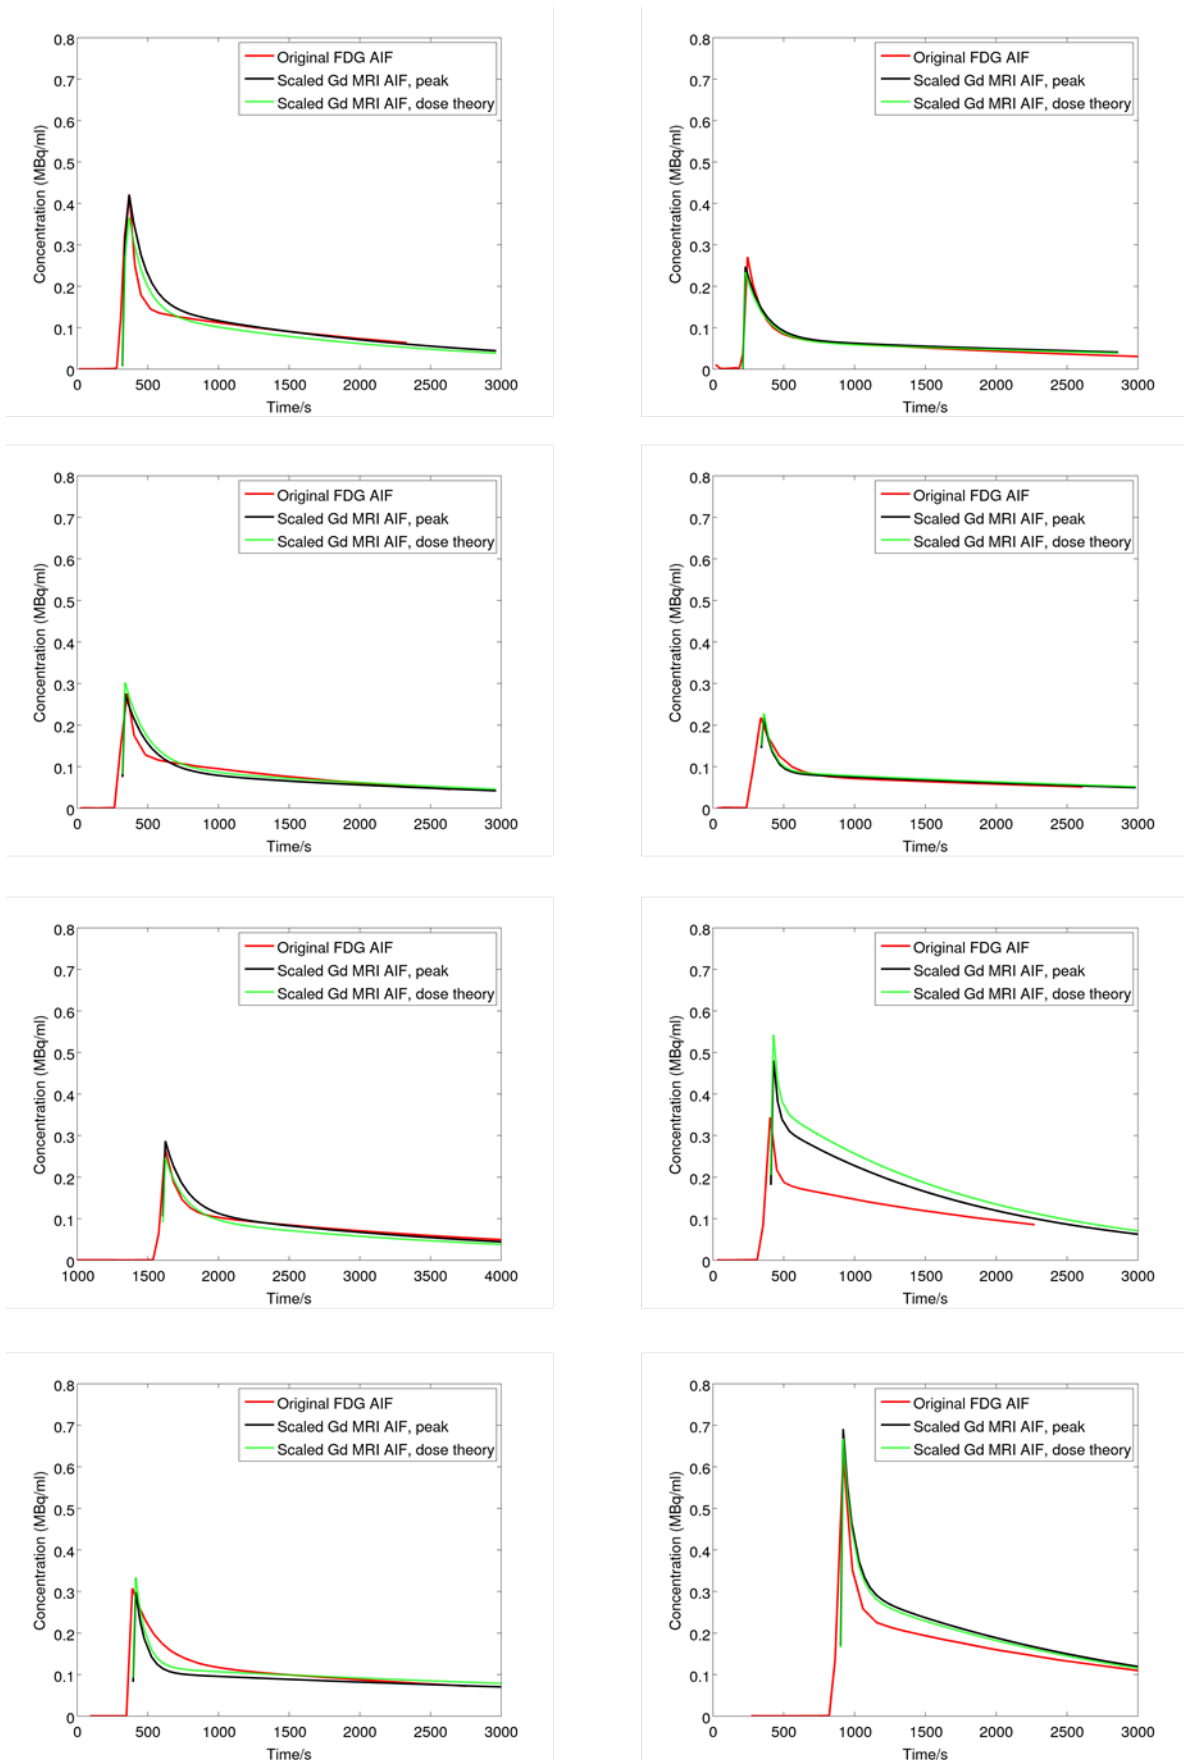 0.8
0.7
0.6
0.5
0.4
0.3
0.2
0.1
0
Concentration (MBq/ml)
Original FDG AIF
Scaled Gd MRI AIF, peak
Scaled Gd MRI AIF, dose theory
0 500 1000 1500 2000 2500 3000
Time/s
0.8
0.7
0.6
0.5
0.4
0.3
0.2
0.1
0
Concentration (MBq/ml)
Original FDG AIF
Scaled Gd MRI AIF, peak
Scaled Gd MRI AIF, dose theory
0 500 1000 1500 2000 2500 3000
Time/s
0.8
0.7
0.6
0.5
0.4
0.3
0.2
0.1
0
Concentration (MBq/ml)
Original FDG AIF
Scaled Gd MRI AIF, peak
Scaled Gd MRI AIF, dose theory
0 500 1000 1500 2000 2500 3000
Time/s
0.8
0.7
0.6
0.5
0.4
0.3
0.2
0.1
0
Concentration (MBq/ml)
Original FDG AIF
Scaled Gd MRI AIF, peak
Scaled Gd MRI AIF, dose theory
0 500 1000 1500 2000 2500 3000
Time/s
0.8
0.7
0.6
0.5
0.4
0.3
0.2
0.1
0
Concentration (MBq/ml)
Original FDG AIF
Scaled Gd MRI AIF, peak
Scaled Gd MRI AIF, dose theory
1000 1500 2000 2500 3000 3500 4000
Time/s
0.8
0.7
0.6
0.5
0.4
0.3
0.2
0.1
0
Concentration (MBq/ml)
Original FDG AIF
Scaled Gd MRI AIF, peak
Scaled Gd MRI AIF, dose theory
0 500 1000 1500 2000 2500 3000
Time/s
0.8
0.7
0.6
0.5
0.4
0.3
0.2
0.1
0
Concentration (MBq/ml)
Original FDG AIF
Scaled Gd MRI AIF, peak
Scaled Gd MRI AIF, dose theory
0 500 1000 1500 2000 2500 3000
Time/s
0.8
0.7
0.6
0.5
0.4
0.3
0.2
0.1
0
Concentration (MBq/ml)
Original FDG AIF
Scaled Gd MRI AIF, peak
Scaled Gd MRI AIF, dose theory
0 500 1000 1500 2000 2500 3000
Time/s